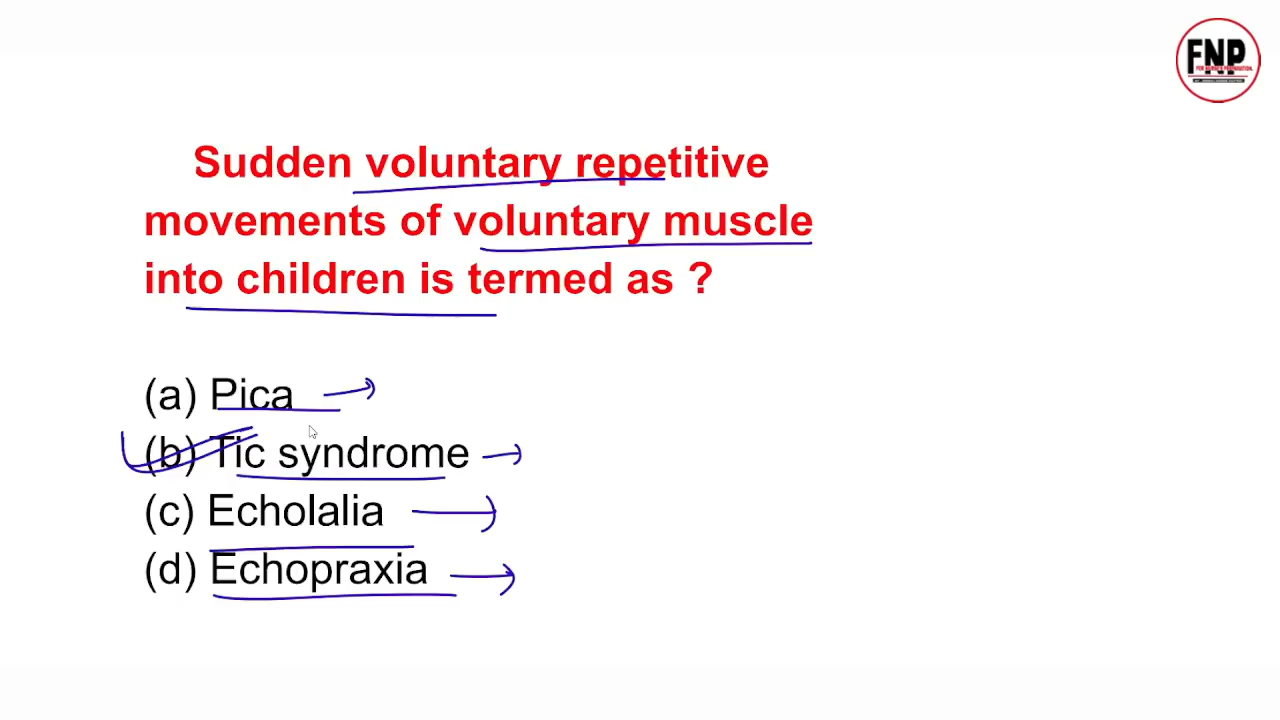 FNP
Sudden voluntary repetitive
movements of voluntary muscle
into children is termed as ?
(a) Pica
(b) Tic syndrome
(c) Echolalia
(d) Echopraxia